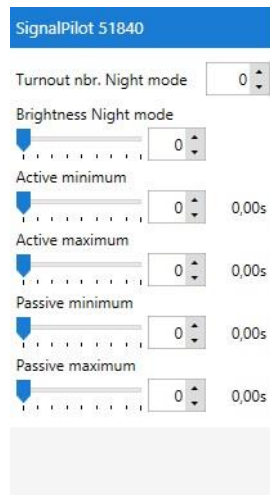 SignalPilot 51840
Turnout nbr. Night mode 0
Brightness Night mode
0
Active minimum
0 0,00s
Active maximum
0 0,00s
Passive minimum
0 0,00s
Passive maximum
0 0,00s